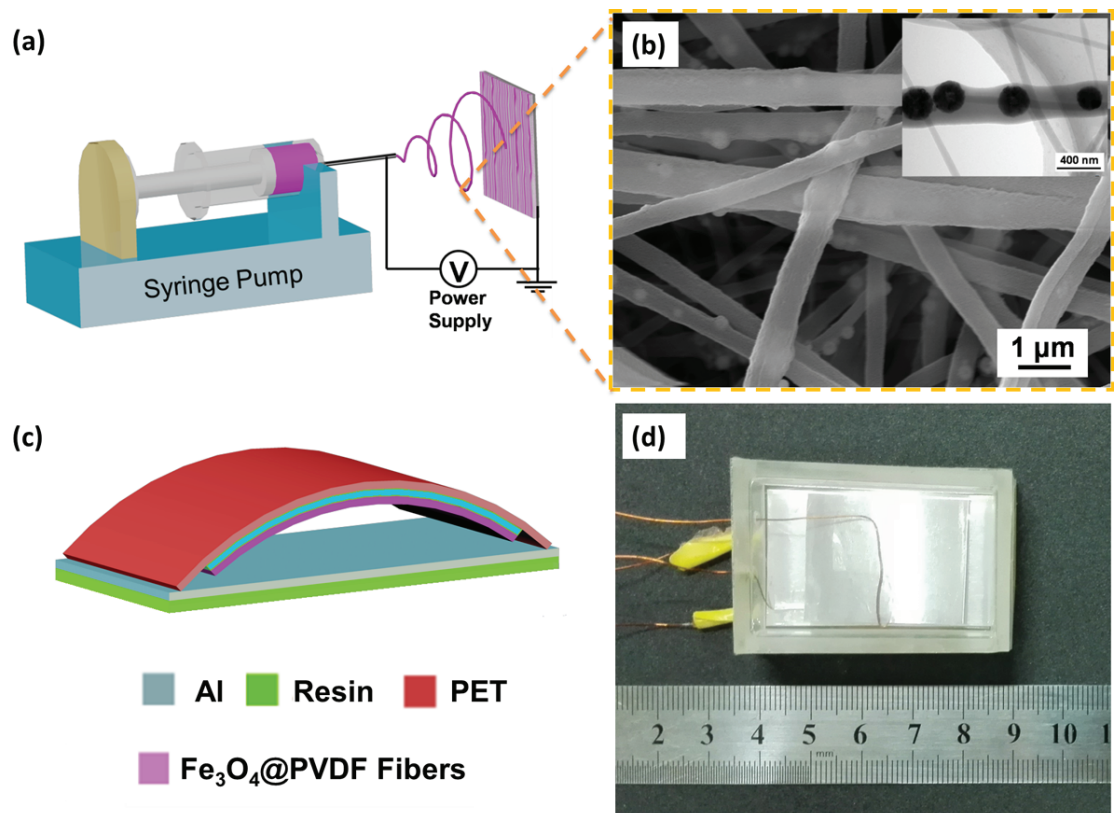 (a)
Syringe Pump
V
Power
Supply
(b)
400 nm
1 µm
(c)
Al
Resin
PET
Fe₃O₄@PVDF Fibers
(d)
2 3 4 5 6 7 8 9 10 1
mm